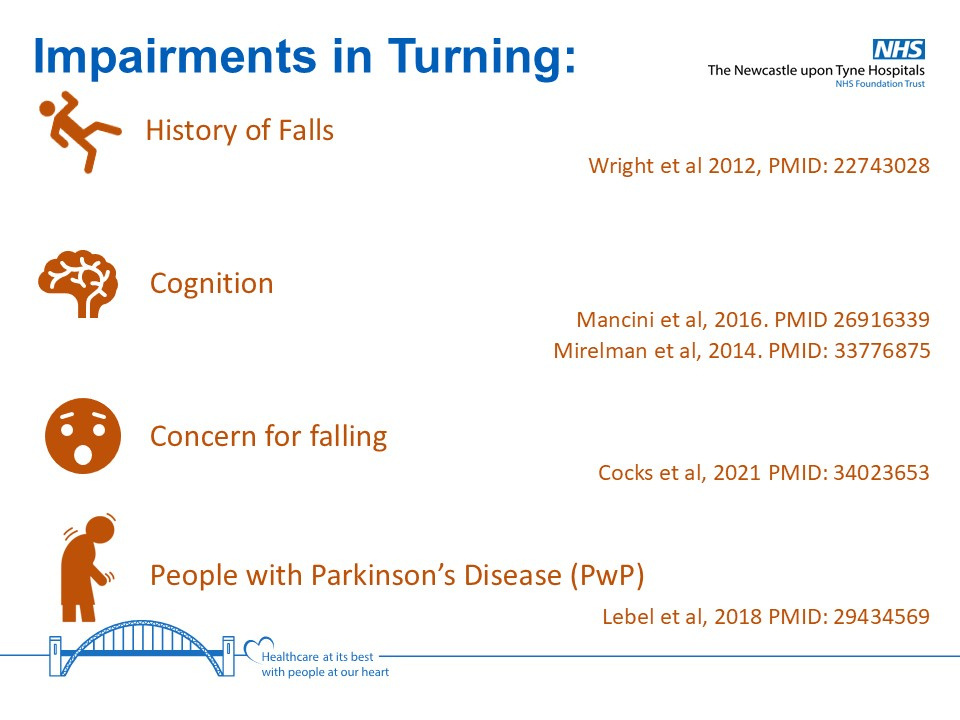 Impairments in Turning:
NHS
The Newcastle upon Tyne Hospitals
NHS Foundation Trust
History of Falls
Wright et al 2012, PMID: 22743028
Cognition
Mancini et al, 2016. PMID 26916339
Mirelman et al, 2014. PMID: 33776875
Concern for falling
Cocks et al, 2021 PMID: 34023653
People with Parkinson’s Disease (PwP)
Lebel et al, 2018 PMID: 29434569
Healthcare at its best
with people at our heart